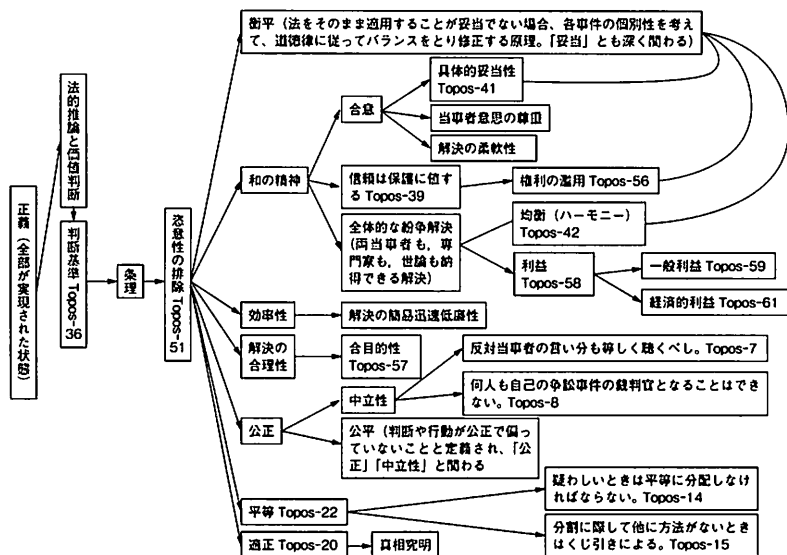 衡平（法をそのまま適用することが妥当でない場合、各事件の個別性を考え
て、道徳律に従ってバランスをとり修正する原理。「妥当」とも深く関わる）
正義（全部が実現された状態）
法的推論と価値判断
判断基準 Topos-
36
条理
恣意性の排除 Topos-
51
和の精神
合意
具体的妥当性
Topos-41
当事者意思の尊重
解決の柔軟性
信頼は保護に値す
る Topos-39
権利の濫用 Topos-56
全体的な紛争解決
（両当事者も，専
門家も，世論も納
得できる解決）
均衡（ハーモニー）
Topos-42
利益
Topos-58
一般利益 Topos-59
経済的利益 Topos-61
効率性
解決の簡易迅速低廉性
解決の
合理性
合目的性
Topos-57
公正
中立性
反対当事者の言い分も等しく聴くべし。Topos-7
何人も自己の争訟事件の裁判官となることはでき
ない。Topos-8
公平（判断や行動が公正で偏っ
ていないことと定義され、「公
正」「中立性」と関わる
平等 Topos-22
疑わしいときは平等に分配しな
ければならない。Topos-14
分割に際して他に方法がないとき
はくじ引きによる。Topos-15
適正 Topos-20
真相究明